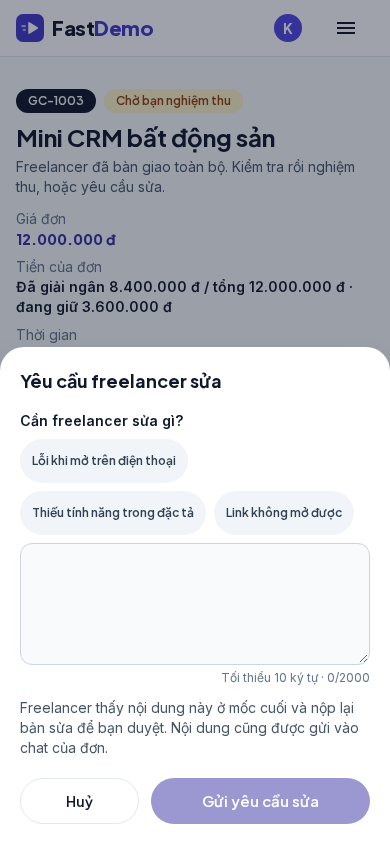 FastDemo
K
GC-1003
Chờ bạn nghiệm thu
Mini CRM bất động sản
Freelancer đã bàn giao toàn bộ. Kiểm tra rồi nghiệm
thu, hoặc yêu cầu sửa.
Giá đơn
12.000.000 đ
Tiền của đơn
Đã giải ngân 8.400.000 đ / tổng 12.000.000 đ ·
đang giữ 3.600.000 đ
Thời gian
Yêu cầu freelancer sửa
Cần freelancer sửa gì?
Lỗi khi mở trên điện thoại
Thiếu tính năng trong đặc tả
Link không mở được
Tối thiểu 10 ký tự · 0/2000
Freelancer thấy nội dung này ở mốc cuối và nộp lại
bản sửa để bạn duyệt. Nội dung cũng được gửi vào
chat của đơn.
Huỷ
Gửi yêu cầu sửa